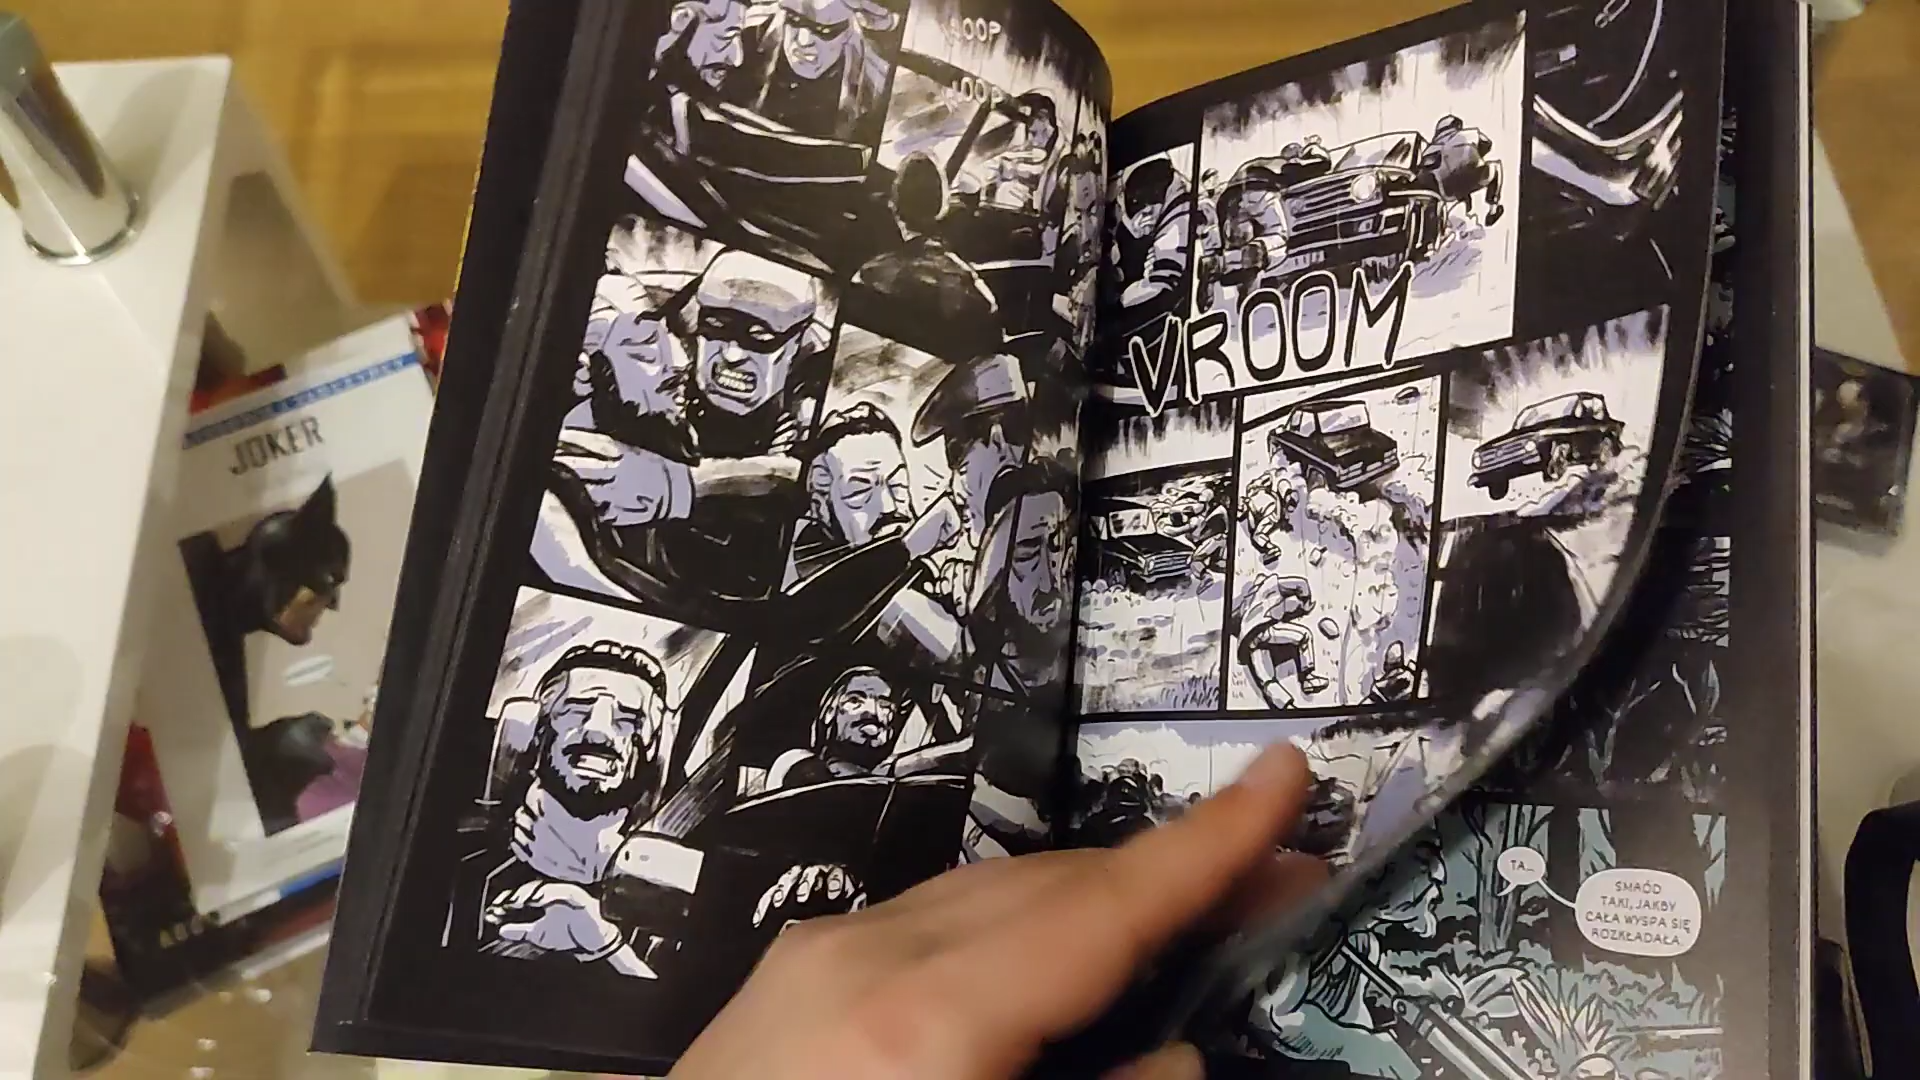 JOKER
VROOM
TA...
SMRÓD
TAKI, JAKBY
CAŁA WYSPA SIĘ
ROZKŁADAŁA.